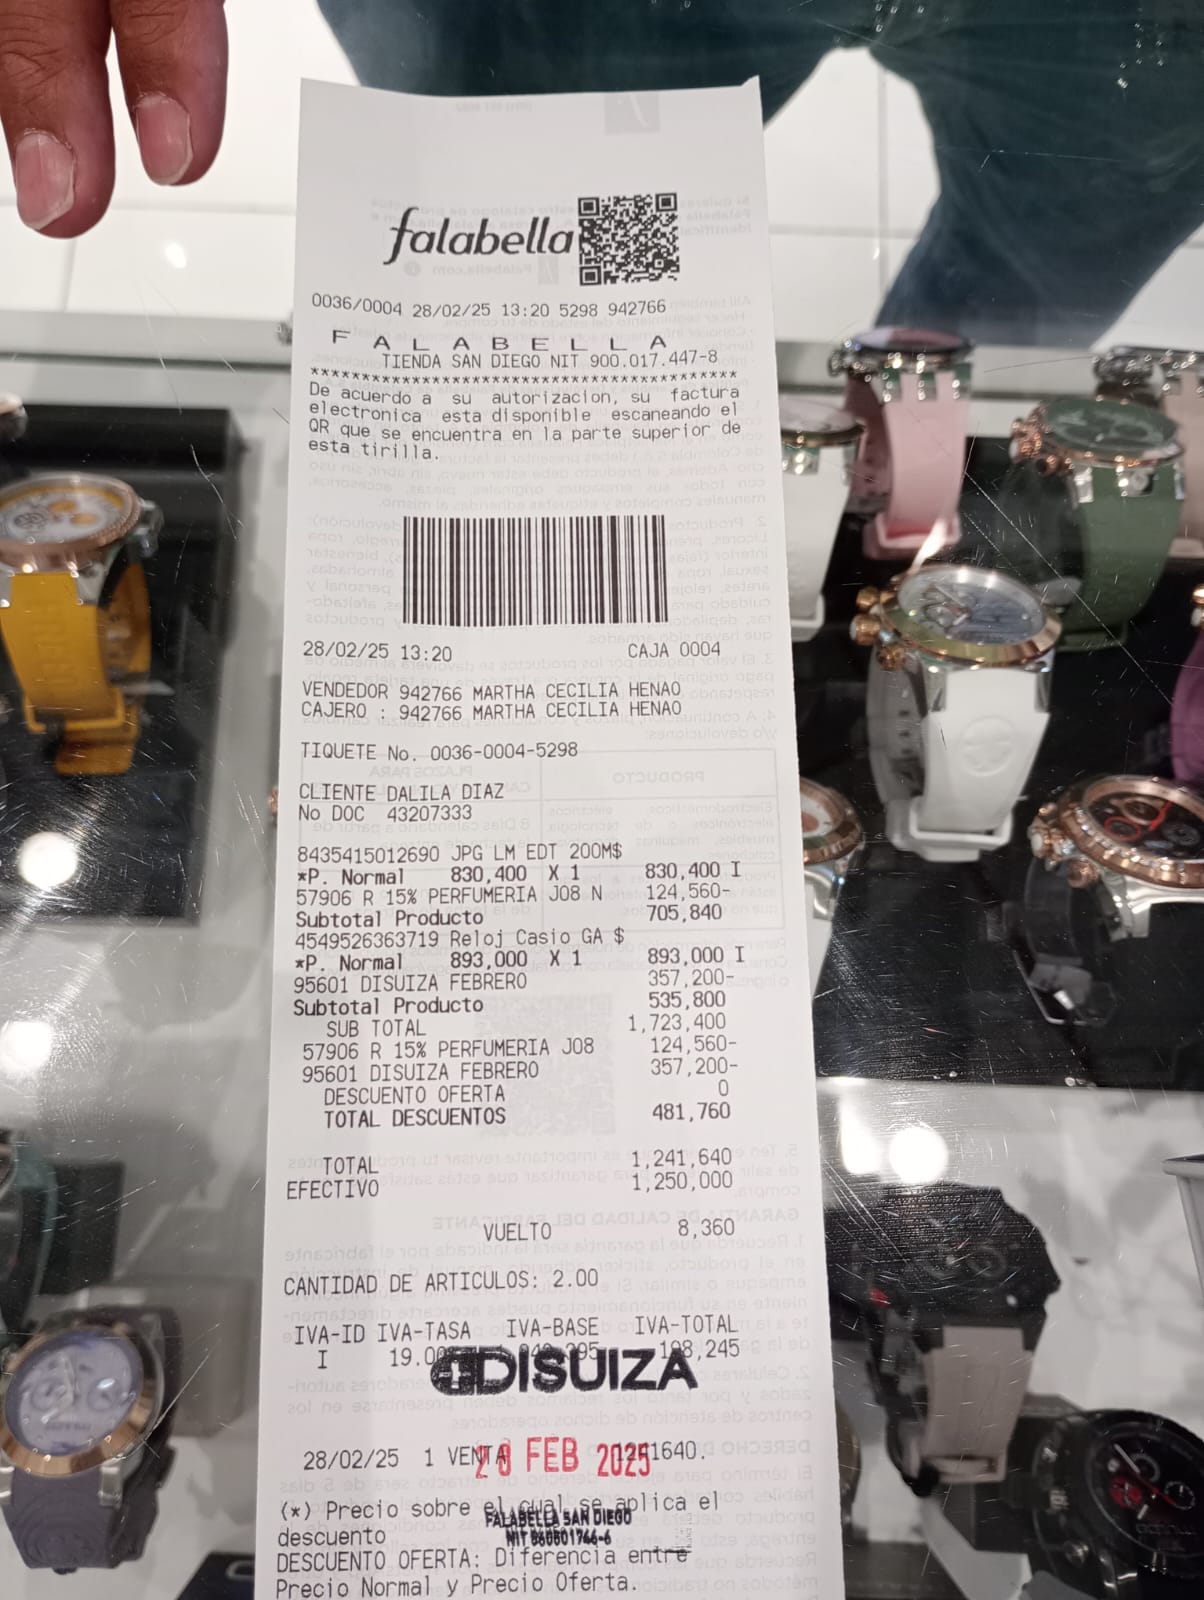 falabella
0036/0004 28/02/25 13:20 5298 942766
F A L A B E L L A
TIENDA SAN DIEGO NIT 900.017.447-8
******************************************
De acuerdo a su autorizacion, su factura
electronica esta disponible escaneando el
QR que se encuentra en la parte superior de
esta tirilla.
28/02/25 13:20 CAJA 0004
VENDEDOR 942766 MARTHA CECILIA HENAO
CAJERO : 942766 MARTHA CECILIA HENAO
TIQUETE No. 0036-0004-5298
CLIENTE DALILA DIAZ
No DOC 43207333
8435415012690 JPG LM EDT 200M$
*P. Normal 830,400 X 1 830,400 I
57906 R 15% PERFUMERIA J08 N 124,560-
Subtotal Producto 705,840
4549526363719 Reloj Casio GA $
*P. Normal 893,000 X 1 893,000 I
95601 DISUIZA FEBRERO 357,200-
Subtotal Producto 535,800
SUB TOTAL 1,723,400
57906 R 15% PERFUMERIA J08 124,560-
95601 DISUIZA FEBRERO 357,200-
DESCUENTO OFERTA 0
TOTAL DESCUENTOS 481,760
TOTAL 1,241,640
EFECTIVO 1,250,000
VUELTO 8,360
CANTIDAD DE ARTICULOS: 2.00
IVA-ID IVA-TASA IVA-BASE IVA-TOTAL
I 19.00 198,245
DISUIZA
28/02/25 1 VENTA 1241640.
28 FEB 2025
(*) Precio sobre el cual se aplica el
descuento
FALABELLA SAN DIEGO
DESCUENTO OFERTA: Diferencia entre
Precio Normal y Precio Oferta.